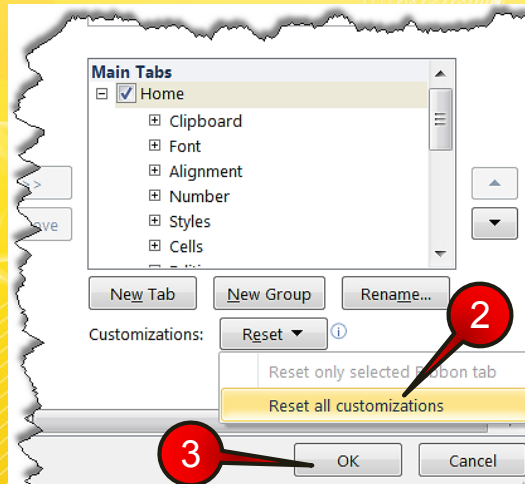 Main Tabs
Home
Clipboard
Font
Alignment
Number
Styles
Cells
New Tab
New Group
Rename...
Customizations:
Reset
2
Reset only selected Ribbon tab
Reset all customizations
3
OK
Cancel